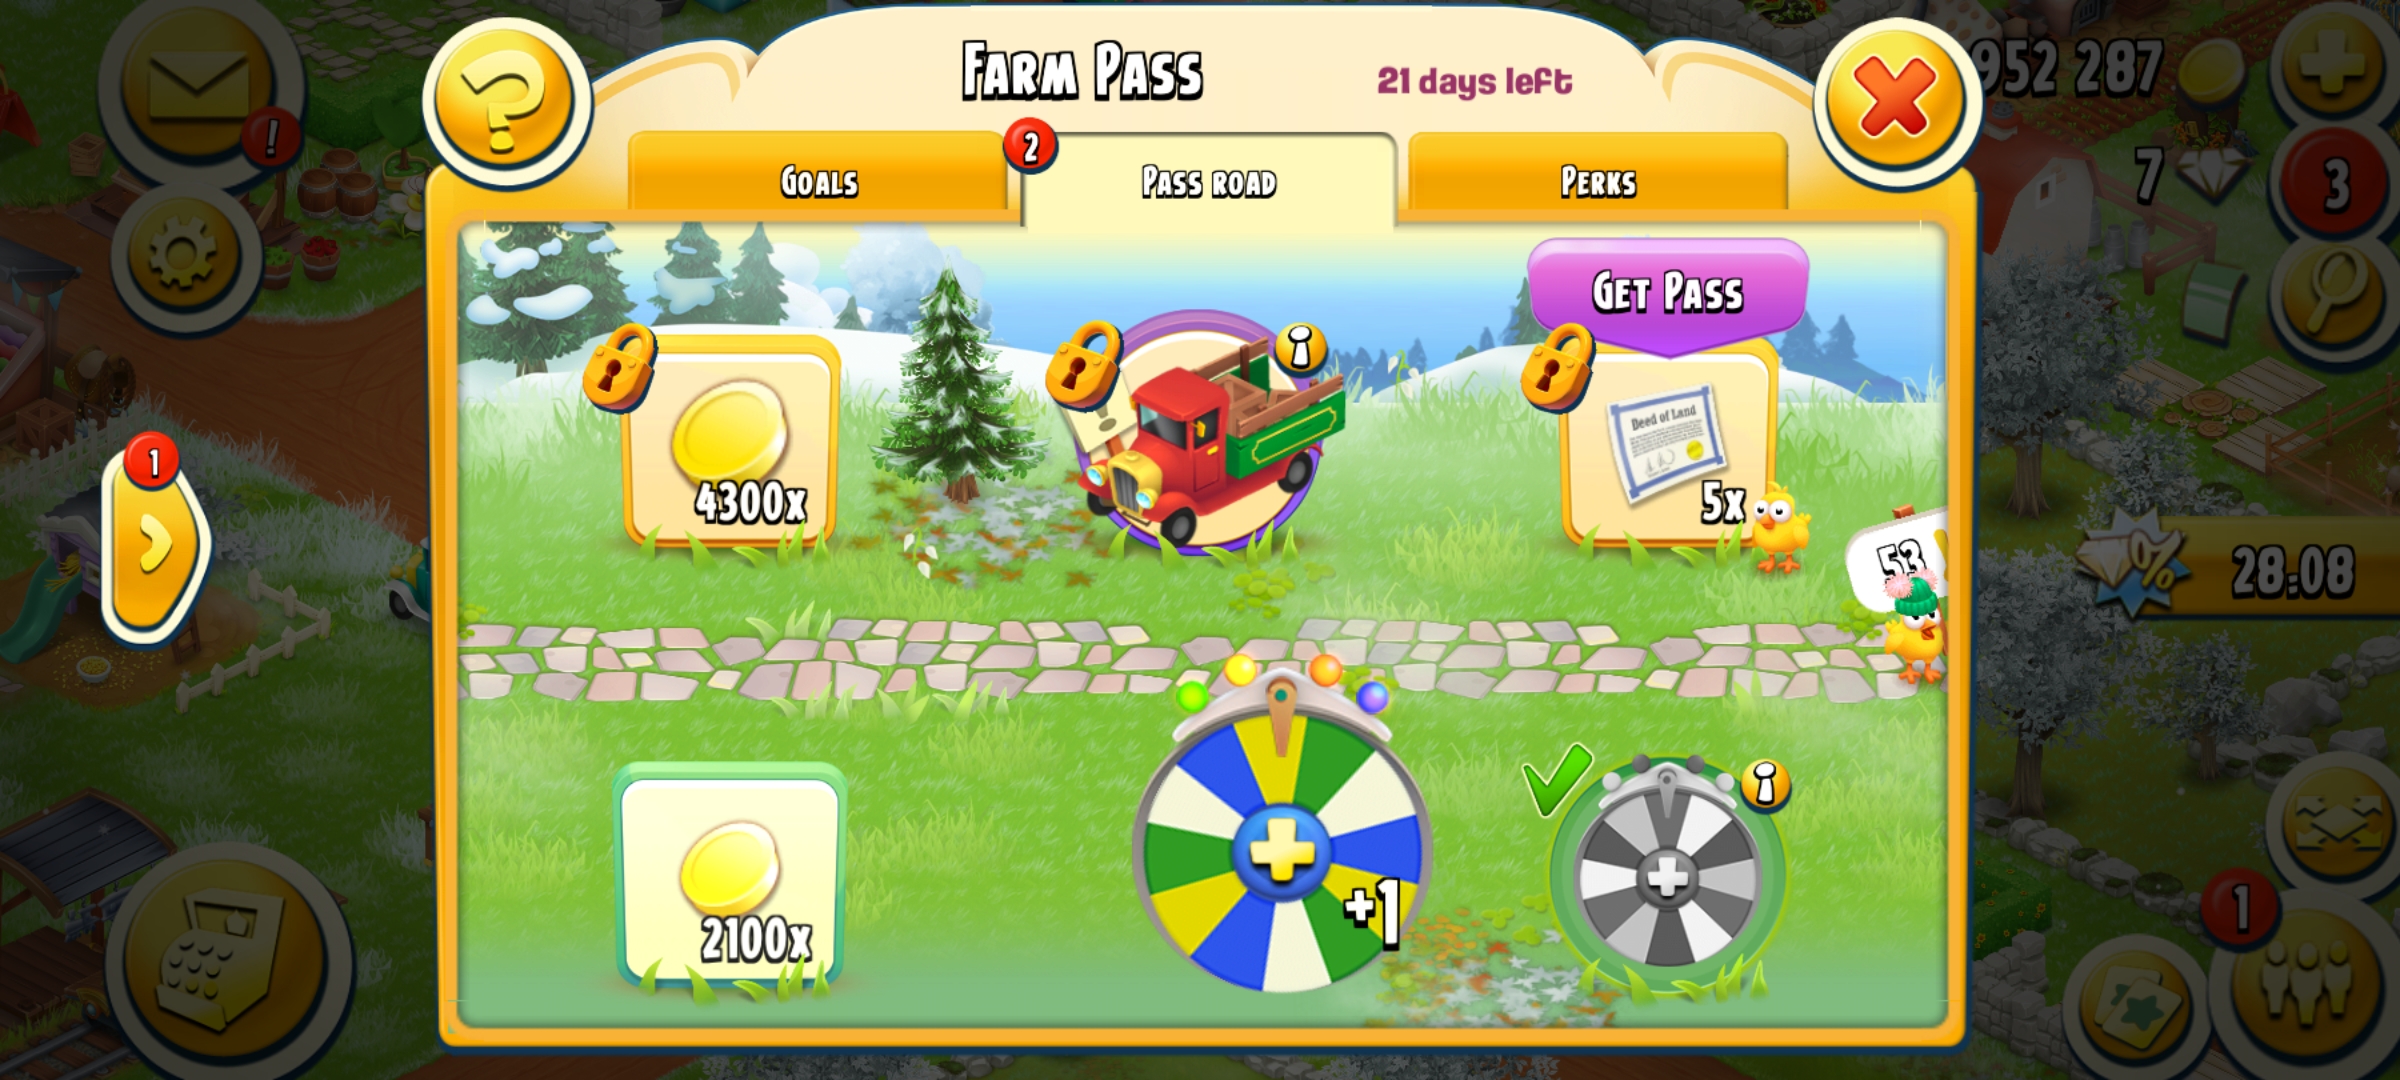 FARM PASS
21 days left
GOALS
2
PASS ROAD
PERKS
952 287
7
3
!
GET PASS
4300x
Deed of Land
5x
53
1
0%
28:08
+1
2100x
1